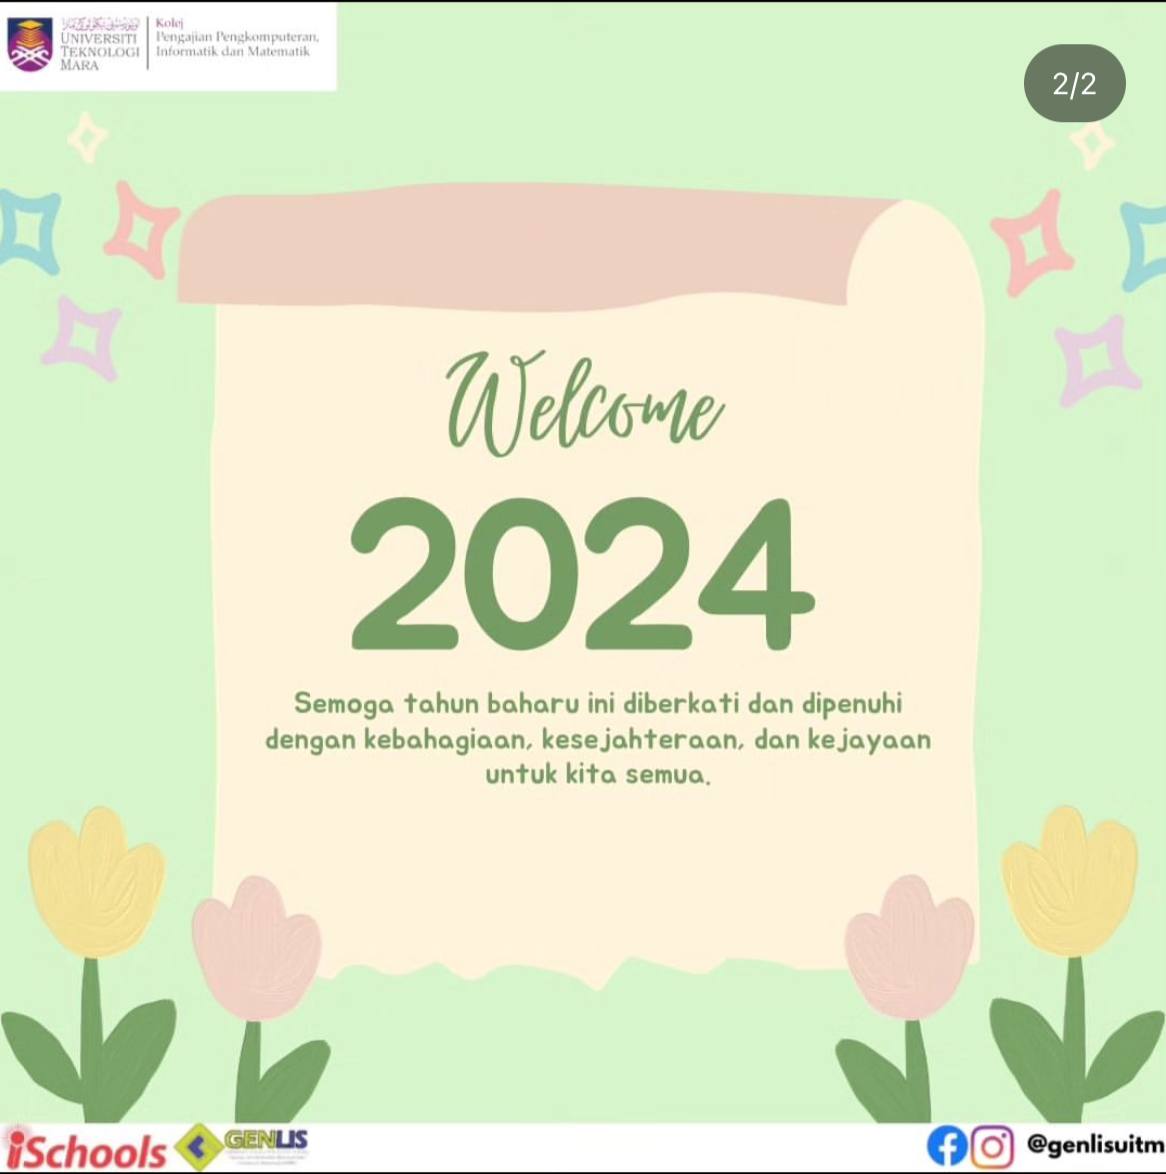 UNIVERSITI
TEKNOLOGI
MARA
Kolej
Pengajian Pengkomputeran,
Informatik dan Matematik
2/2
Welcome
2024
Semoga tahun baharu ini diberkati dan dipenuhi
dengan kebahagiaan, kesejahteraan, dan kejayaan
untuk kita semua.
iSchools
GENLIS
@genlisuitm